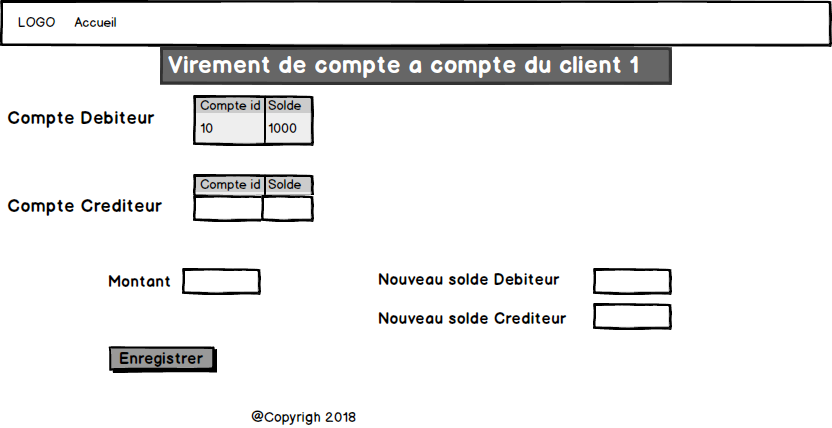 LOGO Accueil
Virement de compte a compte du client 1
Compte id Solde
Compte Debiteur
10 1000
Compte id Solde
Compte Crediteur
Montant
Nouveau solde Debiteur
Nouveau solde Crediteur
Enregistrer
@Copyrigh 2018